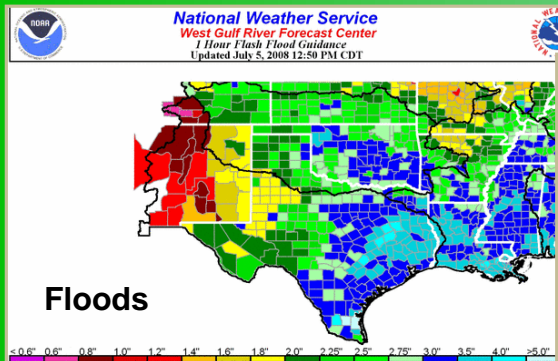 National Weather Service
West Gulf River Forecast Center
1 Hour Flash Flood Guidance
Updated July 5, 2008 12:50 PM CDT
NOAA
Floods
< 0.6" 0.6" 0.8" 1.0" 1.2" 1.4" 1.6" 1.8" 2.0" 2.25" 2.5" 2.75" 3.0" 3.5" 4.0" >5.0"